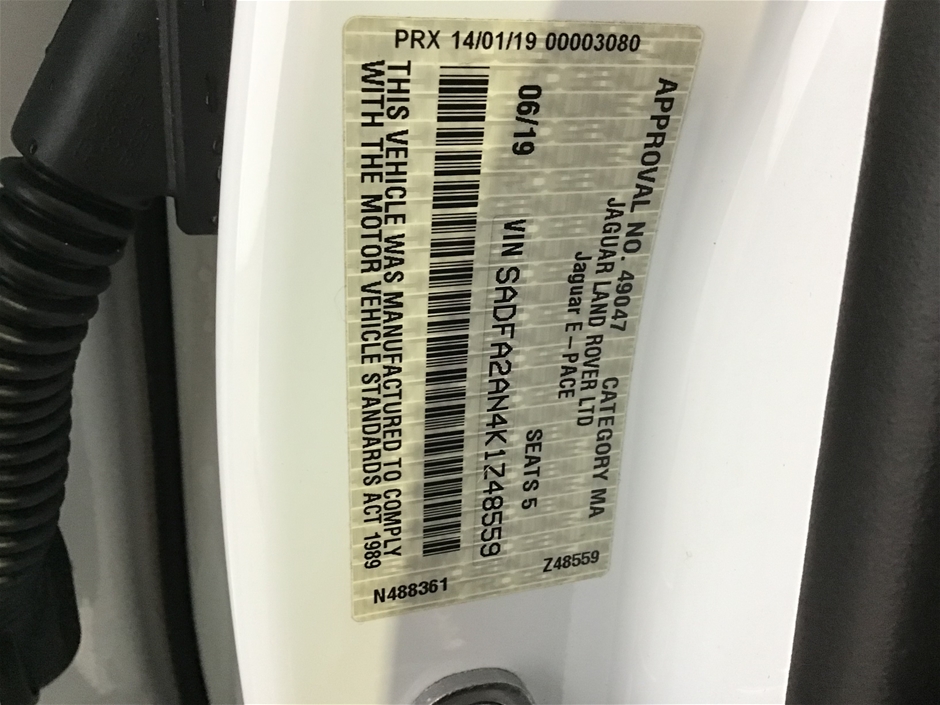 PRX 14/01/19 00003080
APPROVAL NO. 49047 CATEGORY MA
JAGUAR LAND ROVER LTD
Jaguar E-PACE
06/19 VIN SADFA2AN4K1Z48559 SEATS 5
THIS VEHICLE WAS MANUFACTURED TO COMPLY
WITH THE MOTOR VEHICLE STANDARDS ACT 1989
N488361
Z48559